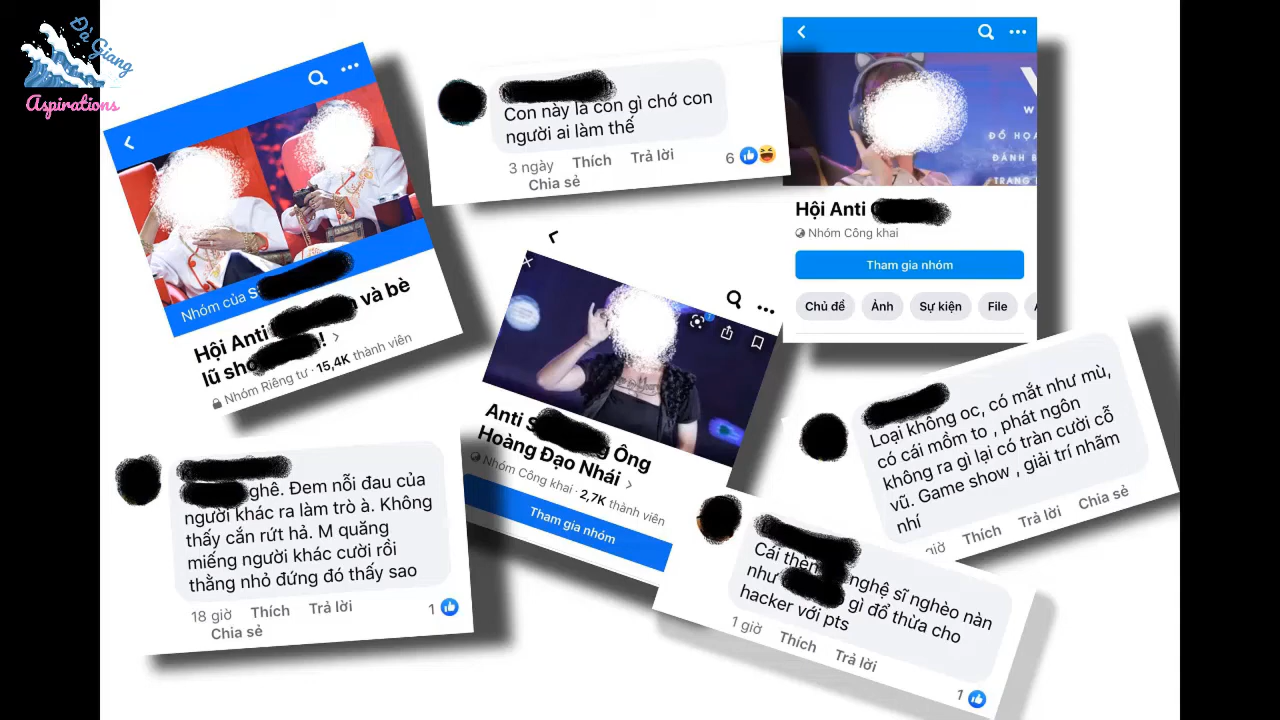 Đà Giang
Aspirations
Nhóm của S
Hội Anti và bè
lũ sho !
Nhóm Riêng tư · 15,4K thành viên
Con này là con gì chớ con
người ai làm thế
3 ngày Thích Trả lời 6
Chia sẻ
W
ĐỒ HỌA
ĐÁNH B
TRANG
Hội Anti
Nhóm Công khai
Tham gia nhóm
Chủ đề Ảnh Sự kiện File
Anti S g Ông
Hoàng Đạo Nhái
Nhóm Công khai · 2,7K thành viên
Tham gia nhóm
Loại không oc, có mắt như mù,
có cái mồm to , phát ngôn
không ra gì lại có tràn cười cỗ
vũ. Game show , giải trí nhãm
nhí
giờ Thích Trả lời Chia sẻ
ghê. Đem nỗi đau của
người khác ra làm trò à. Không
thấy cắn rứt hả. M quăng
miếng người khác cười rồi
thằng nhỏ đứng đó thấy sao
18 giờ Thích Trả lời 1
Chia sẻ
Cái thèn nghệ sĩ nghèo nàn
như gì đổ thừa cho
hacker với pts
1 giờ Thích Trả lời
1